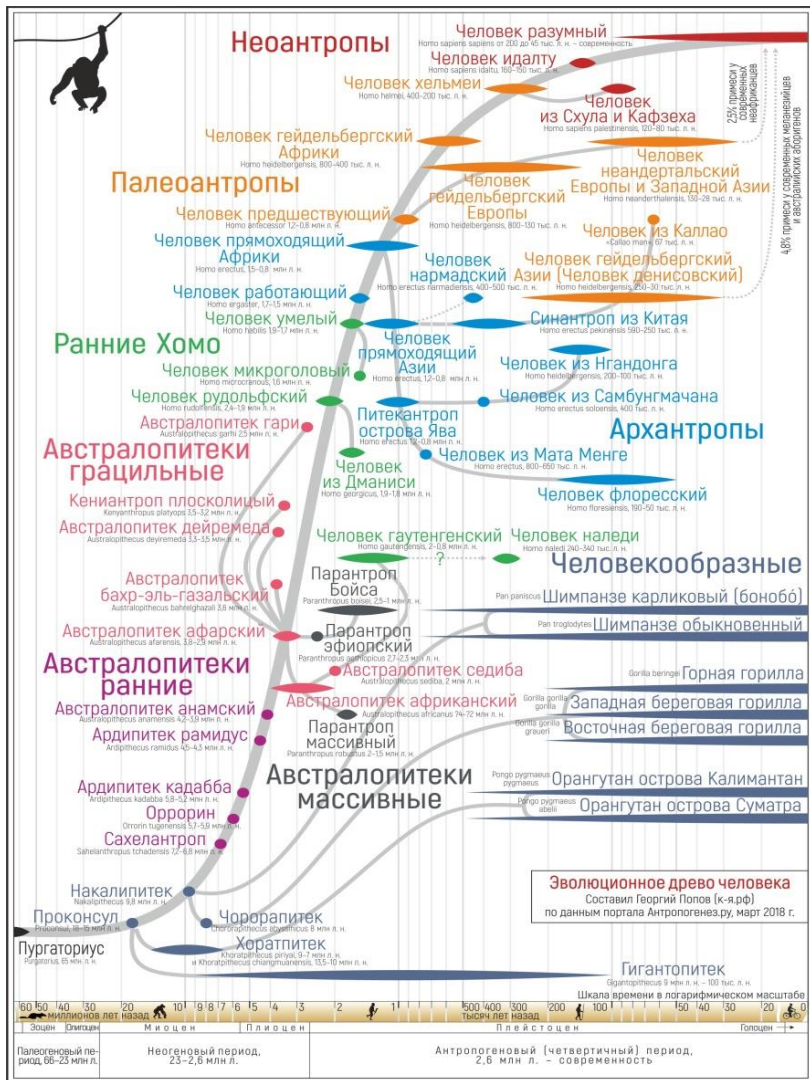 Неоантропы
Человек разумный
Homo sapiens sapiens от 200 до 45 тыс. л. н. – современность
Человек идалту
Homo sapiens idaltu, 160–150 тыс. л. н.
Человек хельмеи
Homo helmei, 400–200 тыс. л. н.
Человек
из Схула и Кафзеха
Homo sapiens palestinensis, 120–80 тыс. л. н.
2,5% примеси у
современных
неафриканцев
4,8% примеси у современных меланезийцев
и австралийских аборигенов
Человек гейдельбергский
Африки
Homo heidelbergensis, 800–400 тыс. л. н.
Палеоантропы
Человек
гейдельбергский
Европы
Homo heidelbergensis, 800–130 тыс. л. н.
Человек
неандертальский
Европы и Западной Азии
Homo neanderthalensis, 130–28 тыс. л. н.
Человек предшествующий
Homo antecessor 1,2–0,8 млн л. н.
Человек из Каллао
«Callao man», 67 тыс. л. н.
Человек прямоходящий
Африки
Homo erectus, 1,5–0,8 млн л. н.
Человек
нармадский
Homo erectus narmadiensis, 400–500 тыс. л. н.
Человек гейдельбергский
Азии (Человек денисовский)
Homo heidelbergensis, 250–30 тыс. л. н.
Человек работающий
Homo ergaster, 1,7–1,5 млн л. н.
Человек умелый
Homo habilis 1,9–1,7 млн л. н.
Синантроп из Китая
Homo erectus pekinensis 580–250 тыс. л. н.
Ранние Хомо
Человек
прямоходящий
Азии
Homo erectus, 1,2–0,8 млн л. н.
Человек микроголовый
Homo microcranous, 1,6 млн л. н.
Человек из Нгандонга
Homo heidelbergensis, 200–100 тыс. л. н.
Человек рудольфский
Homo rudolfensis, 2,4–1,9 млн л. н.
Питекантроп
острова Ява
Homo erectus 1,2–0,8 млн л. н.
Человек из Самбунгмачана
Homo erectus soloensis, 400 тыс. л. н.
Австралопитек гари
Australopithecus garhi 2,5 млн л. н.
Архантропы
Австралопитеки
грацильные
Человек
из Дманиси
Homo georgicus, 1,9–1,8 млн л. н.
Человек из Мата Менге
Homo erectus, 800–650 тыс. л. н.
Кениантроп плосколицый
Kenyanthropus platyops 3,5–3,2 млн л. н.
Человек флоресский
Homo floresiensis, 190–50 тыс. л. н.
Австралопитек дейремеда
Australopithecus deyiremeda 3,3–3,5 млн л. н.
Человек гаутенгенский
Homo gautengensis, 2–0,8 млн л. н.
?
Человек наледи
Homo naledi 240–340 тыс. л. н.
Человекообразные
Австралопитек
бахр-эль-газальский
Australopithecus bahrelghazali 3,6 млн л. н.
Парантроп
Бойса
Paranthropus boisei, 2,5–1 млн л. н.
Pan paniscus
Шимпанзе карликовый (бонобо́)
Австралопитек афарский
Australopithecus afarensis, 3,8–2,9 млн л. н.
Парантроп
эфиопский
Paranthropus aethiopicus 2,7–2,3 млн л. н.
Pan troglodytes
Шимпанзе обыкновенный
Австралопитеки
ранние
Австралопитек седиба
Australopithecus sediba, 2 млн л. н.
Gorilla beringei
Горная горилла
Австралопитек африканский
Australopithecus africanus 74–72 млн л. н.
Gorilla gorilla
gorilla
Западная береговая горилла
Австралопитек анамский
Australopithecus anamensis 4,2–3,9 млн л. н.
Парантроп
массивный
Paranthropus robustus 2–1,5 млн л. н.
Gorilla gorilla
graueri
Восточная береговая горилла
Ардипитек рамидус
Ardipithecus ramidus 4,5–4,3 млн л. н.
Австралопитеки
массивные
Ардипитек кадабба
Ardipithecus kadabba 5,8–5,2 млн л. н.
Pongo pygmaeus
pygmaeus
Орангутан острова Калимантан
Оррорин
Orrorin tugenensis 5,7–5,9 млн л. н.
Pongo pygmaeus
abelii
Орангутан острова Суматра
Сахелантроп
Sahelanthropus tchadensis 7,2–6,8 млн л. н.
Накалипитек
Nakalipithecus 9,8 млн л. н.
Эволюционное древо человека
Составил Георгий Попов (к-я.рф)
по данным портала Антропогенез.ру, март 2018 г.
Проконсул
Proconsul, 18–15 млн л. н.
Чорорапитек
Chororapithecus abyssinicus 8 млн л. н.
Пургаториус
Purgatorius, 65 млн л. н.
Хоратпитек
Khoratpithecus piriyai, 9–7 млн л. н.
и Khoratpithecus chiangmuanensis, 13,5–10 млн л. н.
Гигантопитек
Gigantopithecus 9 млн л. н. – 100 тыс. л. н.
Шкала времени в логарифмическом масштабе
60 50 40 30 20 10 9 8 7 6 5 4 3 2 1 500 400 300 200 100 20
миллионов лет назад
тысяч лет назад
Эоцен Олигоцен Миоцен Плиоцен Плейстоцен Голоцен
Палеогеновый пе-
риод, 66–23 млн л.
Неогеновый период,
23–2,6 млн л.
Антропогеновый (четвертичный) период,
2,6 млн л. – современность